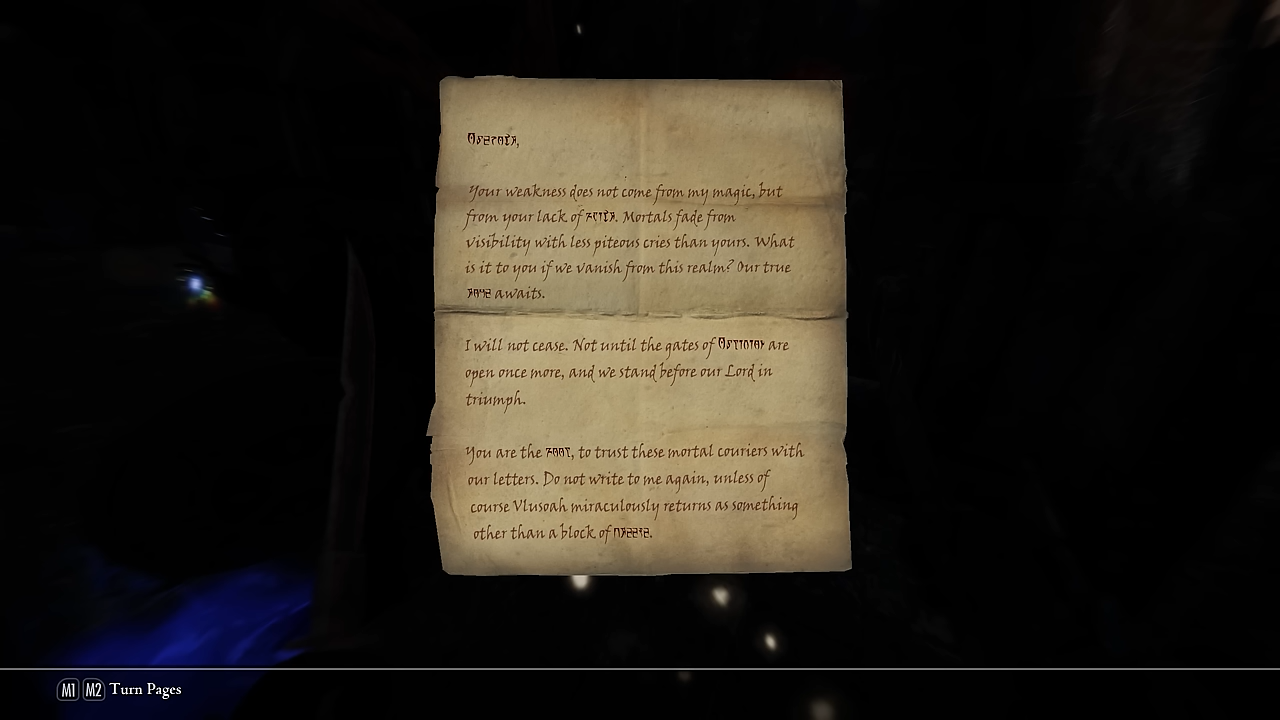 Your weakness does not come from my magic, but
from your lack of . Mortals fade from
visibility with less piteous cries than yours. What
is it to you if we vanish from this realm? Our true
awaits.
I will not cease. Not until the gates of are
open once more, and we stand before our Lord in
triumph.
You are the , to trust these mortal couriers with
our letters. Do not write to me again, unless of
course Vlusoah miraculously returns as something
other than a block of .
M1 M2 Turn Pages